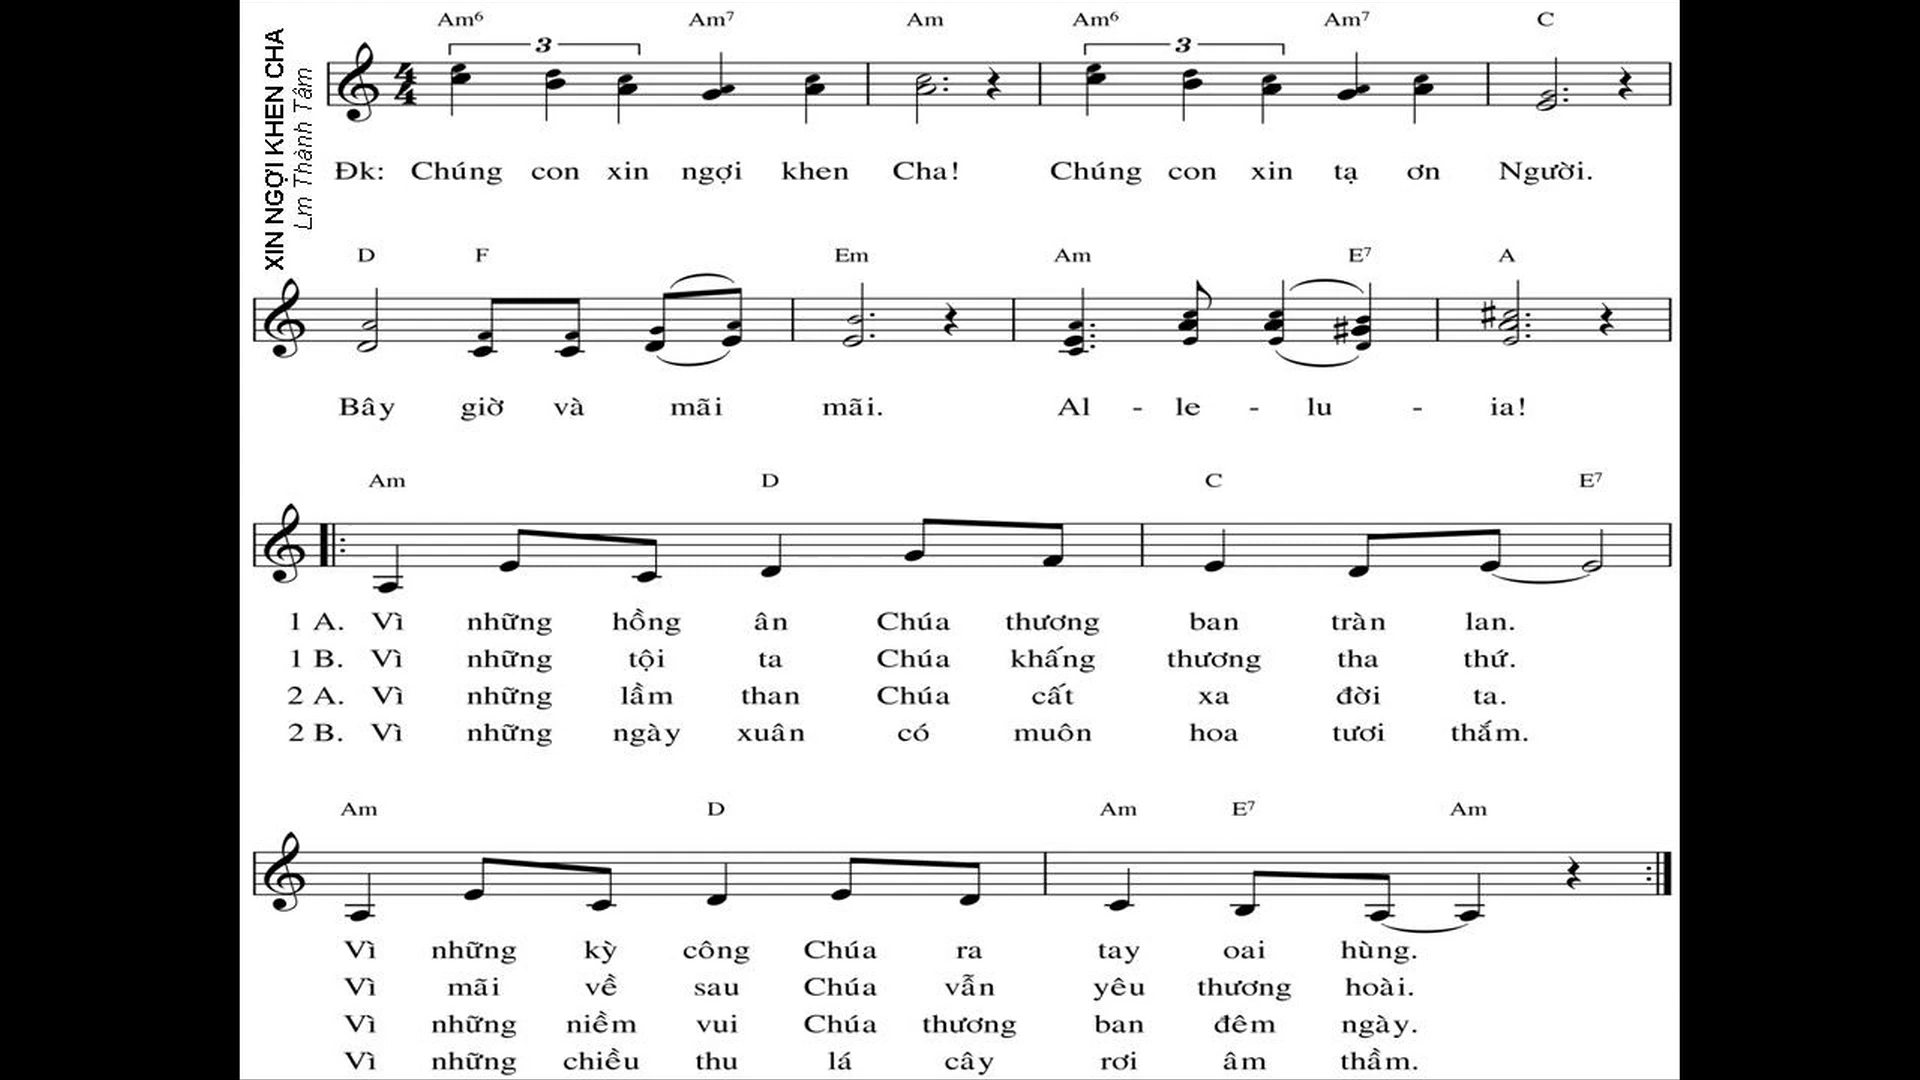 XIN NGỢI KHEN CHA
Lm Thành Tâm
Am6 Am7 Am Am6 Am7 C
3 3
4
4
Đk: Chúng con xin ngợi khen Cha! Chúng con xin tạ ơn Người.
D F Em Am E7 A
Bây giờ và mãi mãi. Al - le - lu - ia!
Am D C E7
1 A. Vì những hồng ân Chúa thương ban tràn lan.
1 B. Vì những tội ta Chúa khấng thương tha thứ.
2 A. Vì những lầm than Chúa cất xa đời ta.
2 B. Vì những ngày xuân có muôn hoa tươi thắm.
Am D Am E7 Am
Vì những kỳ công Chúa ra tay oai hùng.
Vì mãi về sau Chúa vẫn yêu thương hoài.
Vì những niềm vui Chúa thương ban đêm ngày.
Vì những chiều thu lá cây rơi âm thầm.